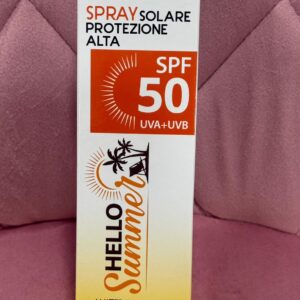 SPRAY SOLARE
PROTEZIONE
ALTA
SPF
50
UVA+UVB
HELLO
Summer